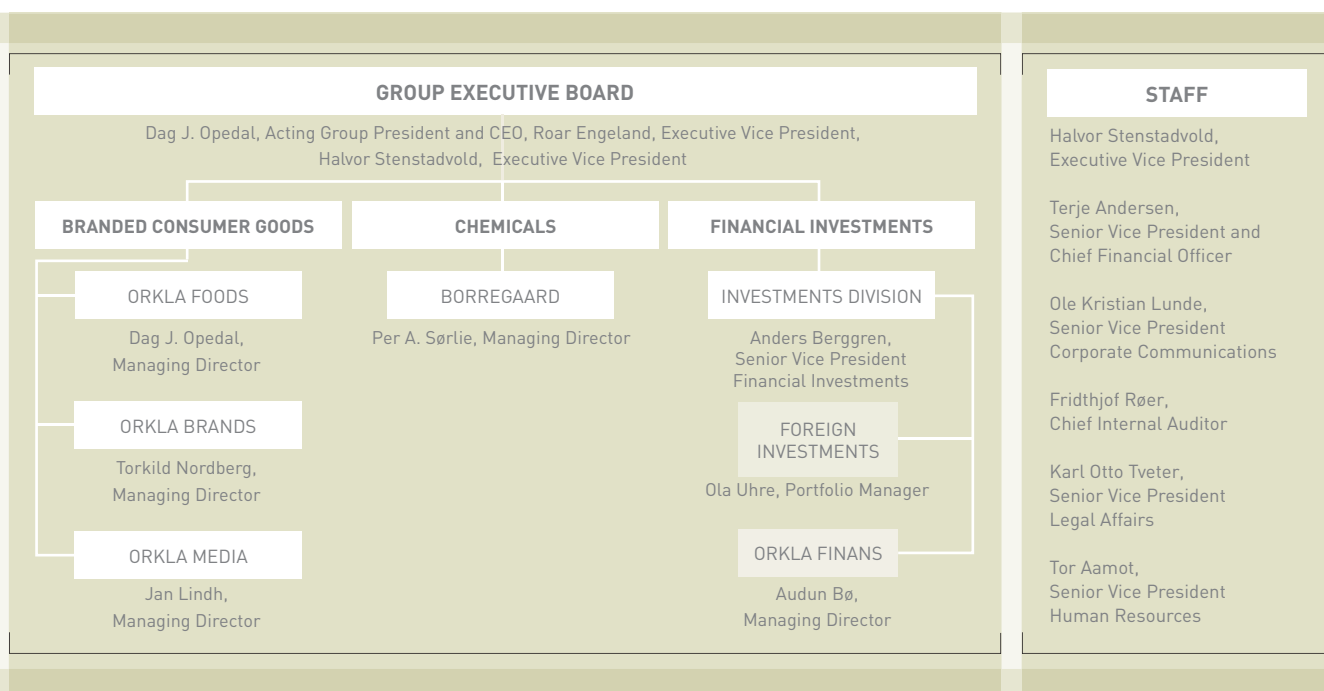 GROUP EXECUTIVE BOARD
Dag J. Opedal, Acting Group President and CEO, Roar Engeland, Executive Vice President,
Halvor Stenstadvold, Executive Vice President
BRANDED CONSUMER GOODS
ORKLA FOODS
Dag J. Opedal,
Managing Director
ORKLA BRANDS
Torkild Nordberg,
Managing Director
ORKLA MEDIA
Jan Lindh,
Managing Director
CHEMICALS
BORREGAARD
Per A. Sørlie, Managing Director
FINANCIAL INVESTMENTS
INVESTMENTS DIVISION
Anders Berggren,
Senior Vice President
Financial Investments
FOREIGN
INVESTMENTS
Ola Uhre, Portfolio Manager
ORKLA FINANS
Audun Bø,
Managing Director
STAFF
Halvor Stenstadvold,
Executive Vice President
Terje Andersen,
Senior Vice President and
Chief Financial Officer
Ole Kristian Lunde,
Senior Vice President
Corporate Communications
Fridthjof Røer,
Chief Internal Auditor
Karl Otto Tveter,
Senior Vice President
Legal Affairs
Tor Aamot,
Senior Vice President
Human Resources